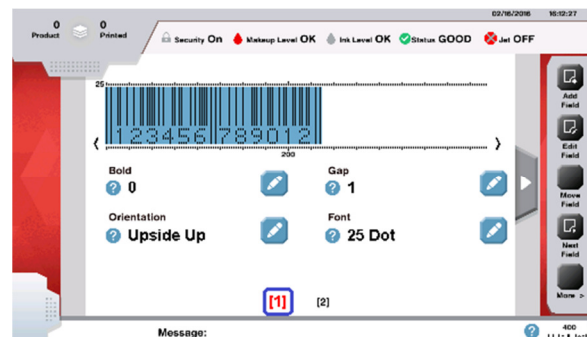 02/16/2016 16:12:27
0 Product
0 Printed
Security On
Makeup Level OK
Ink Level OK
Status GOOD
Jet OFF
25
123456 789012
200
Bold
0
Gap
1
Orientation
Upside Up
Font
25 Dot
[1] [2]
Add Field
Edit Field
Move Field
Next Field
More >
Message:
400